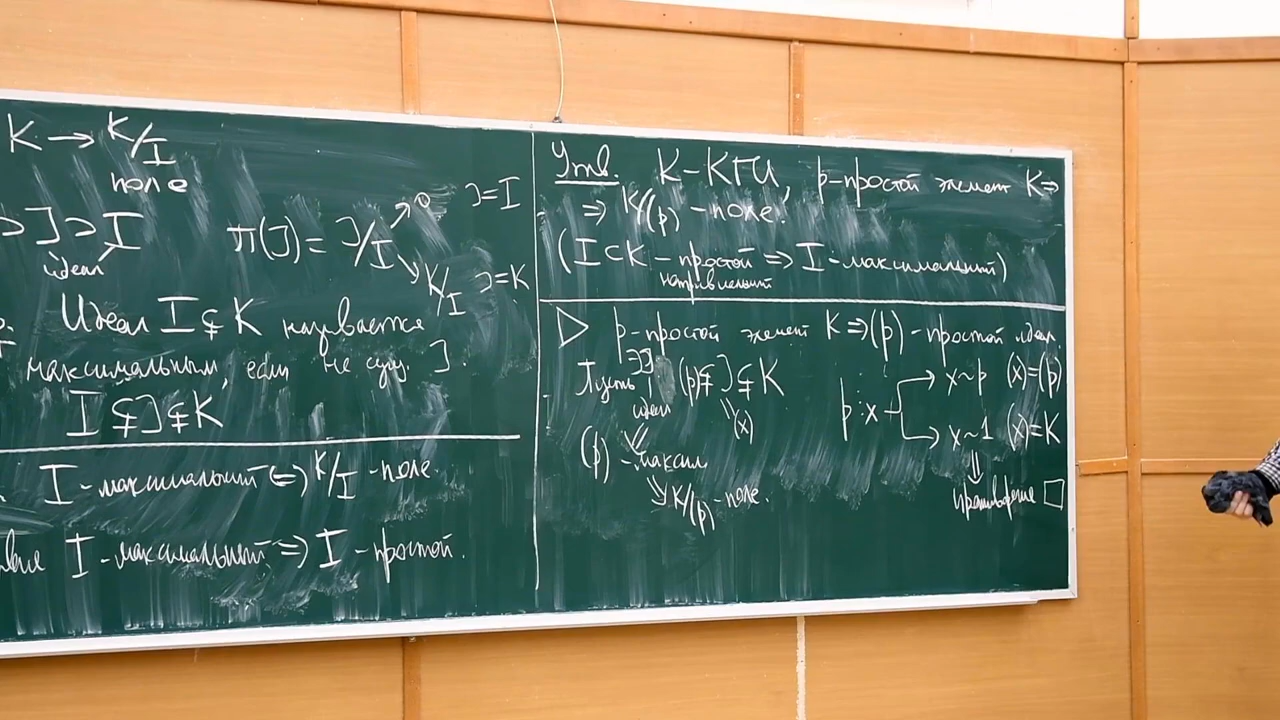 K → K/I
поле
⊃ J ⊃ I
идеал
π(J) = J/I
↗ 0 J=I
↘ K/I J=K
Идеал I ⊊ K называется
максимальным, если не сущ. J:
I ⊊ J ⊊ K
I - максимальный ⟺ K/I - поле.
I - максимальный ⇒ I - простой.
Утв. K - КГИ, p - простой элемент K ⇒
⇒ K/(p) - поле.
(I ⊂ K - простой ⇒ I - максимальный)
▷ p - простой элемент K ⇒ (p) - простой идеал
Пусть ∃J (p) ⊊ J ⊊ K
идеал
(x)
p ⋮ x
→ x ~ p (x) = (p)
→ x ~ 1 (x) = K
⇓
противоречие □
(p) - максим
⇘ K/(p) - поле.